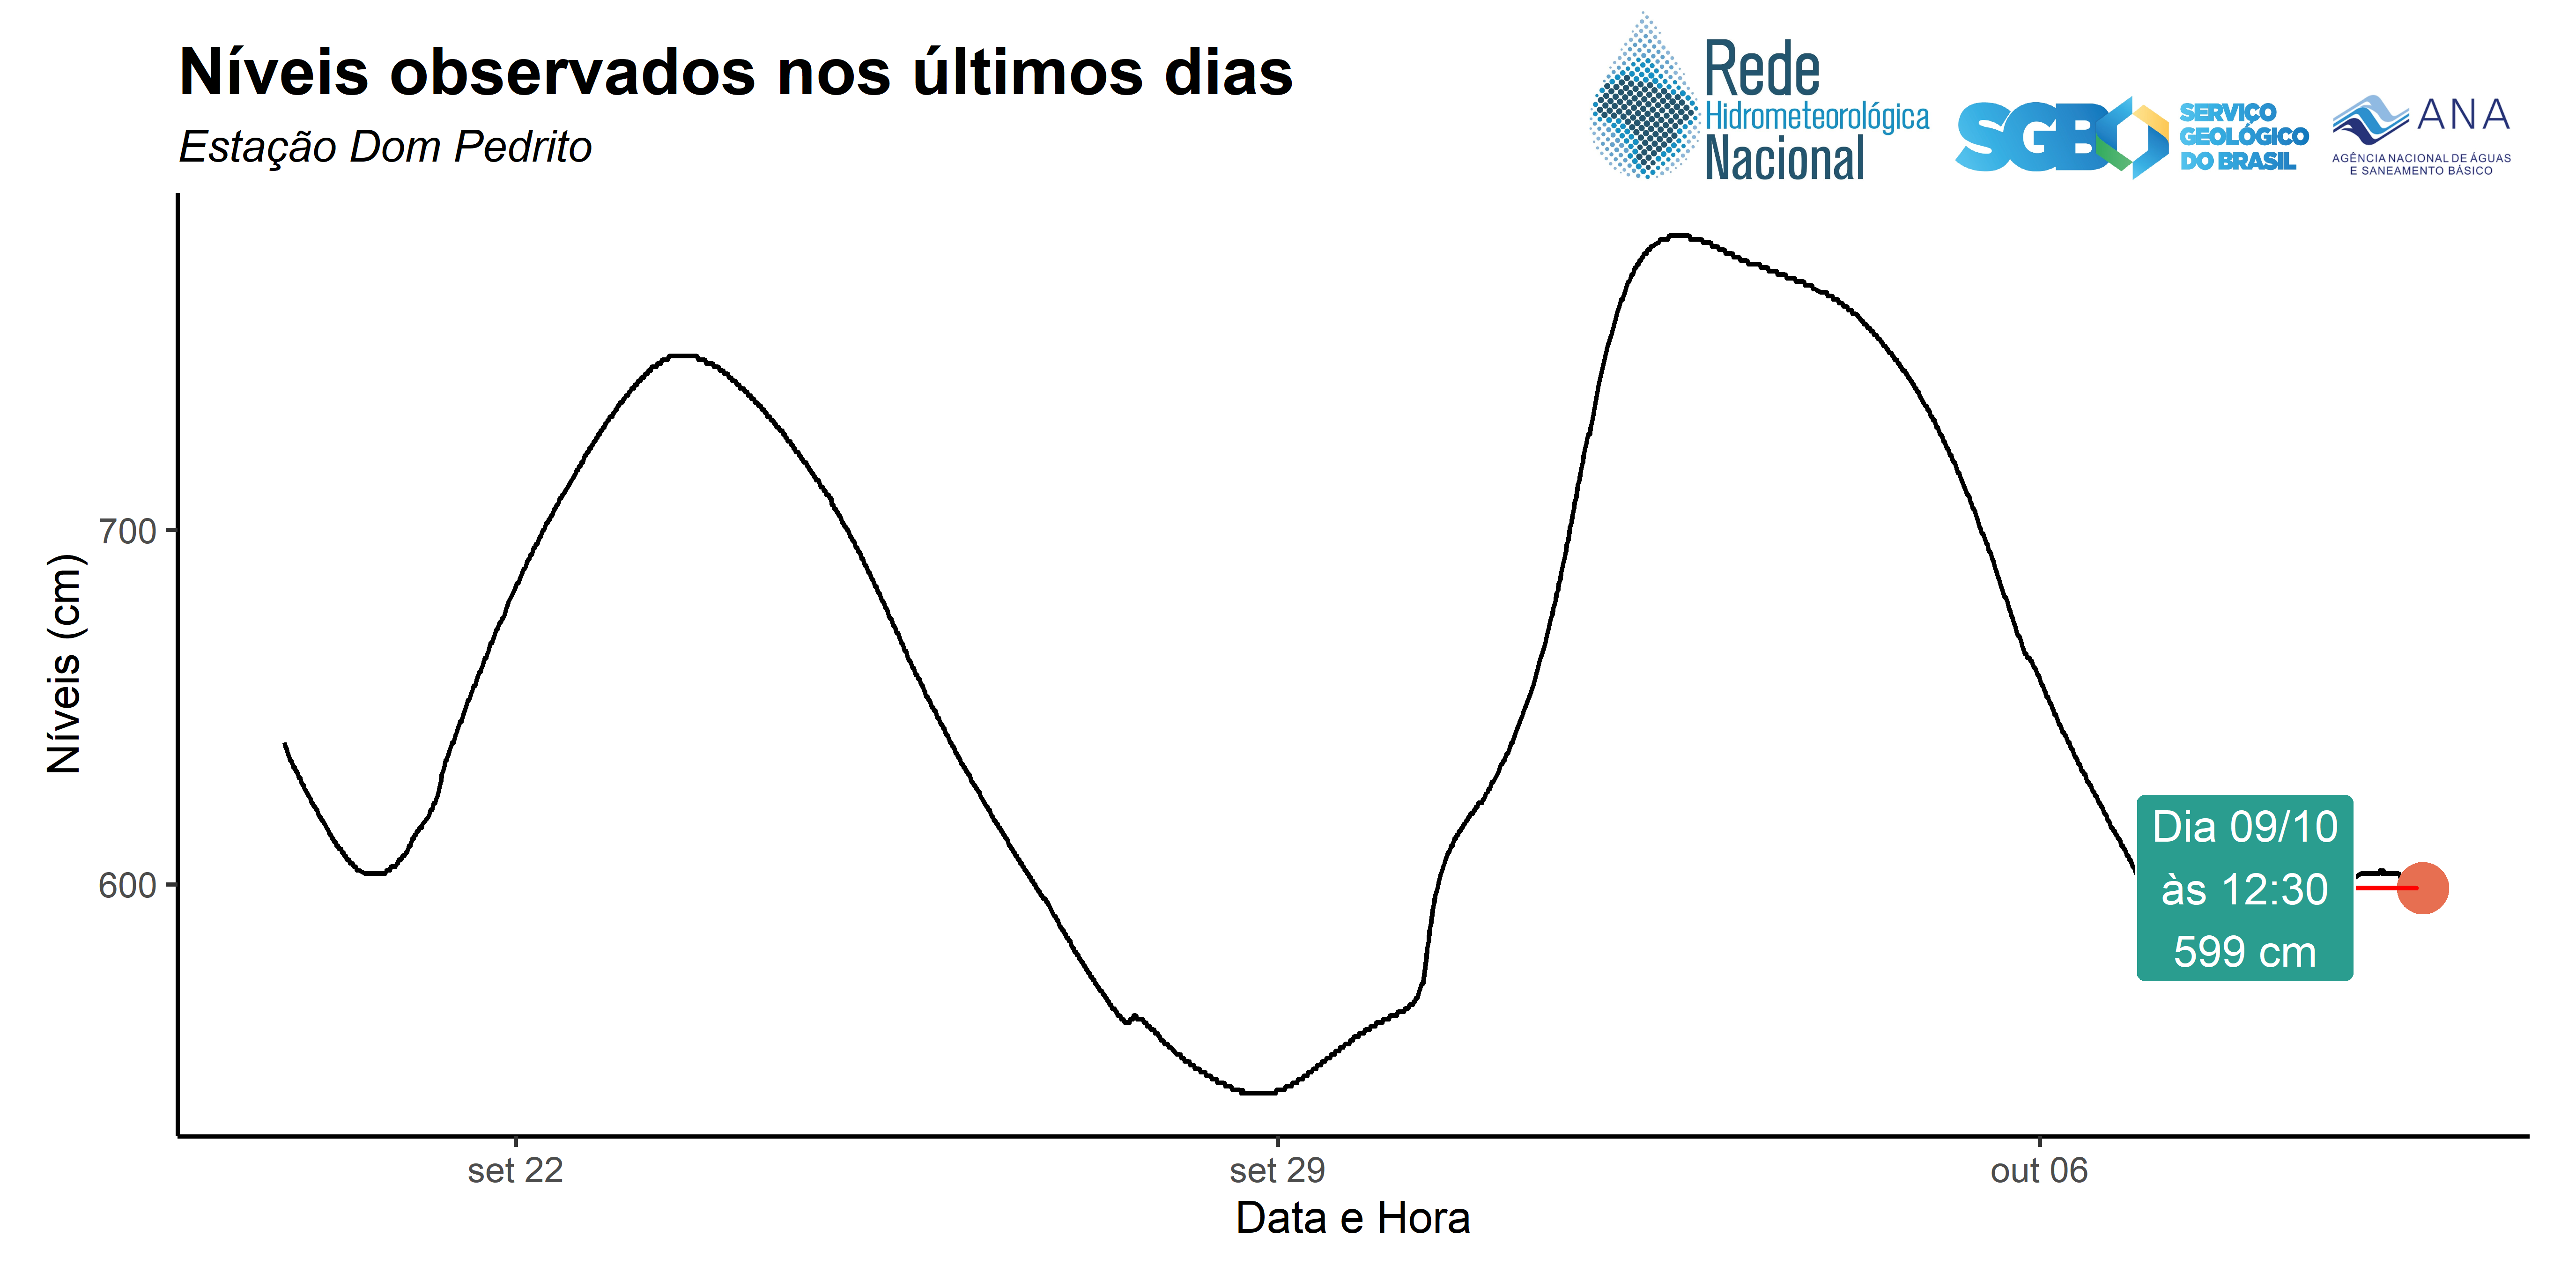 Níveis observados nos últimos dias
Estação Dom Pedrito
Rede
Hidrometeorológica
Nacional
SGB
SERVIÇO
GEOLÓGICO
DO BRASIL
ANA
AGÊNCIA NACIONAL DE ÁGUAS
E SANEAMENTO BÁSICO
Níveis (cm)
700
600
Dia 09/10
às 12:30
599 cm
set 22
set 29
out 06
Data e Hora